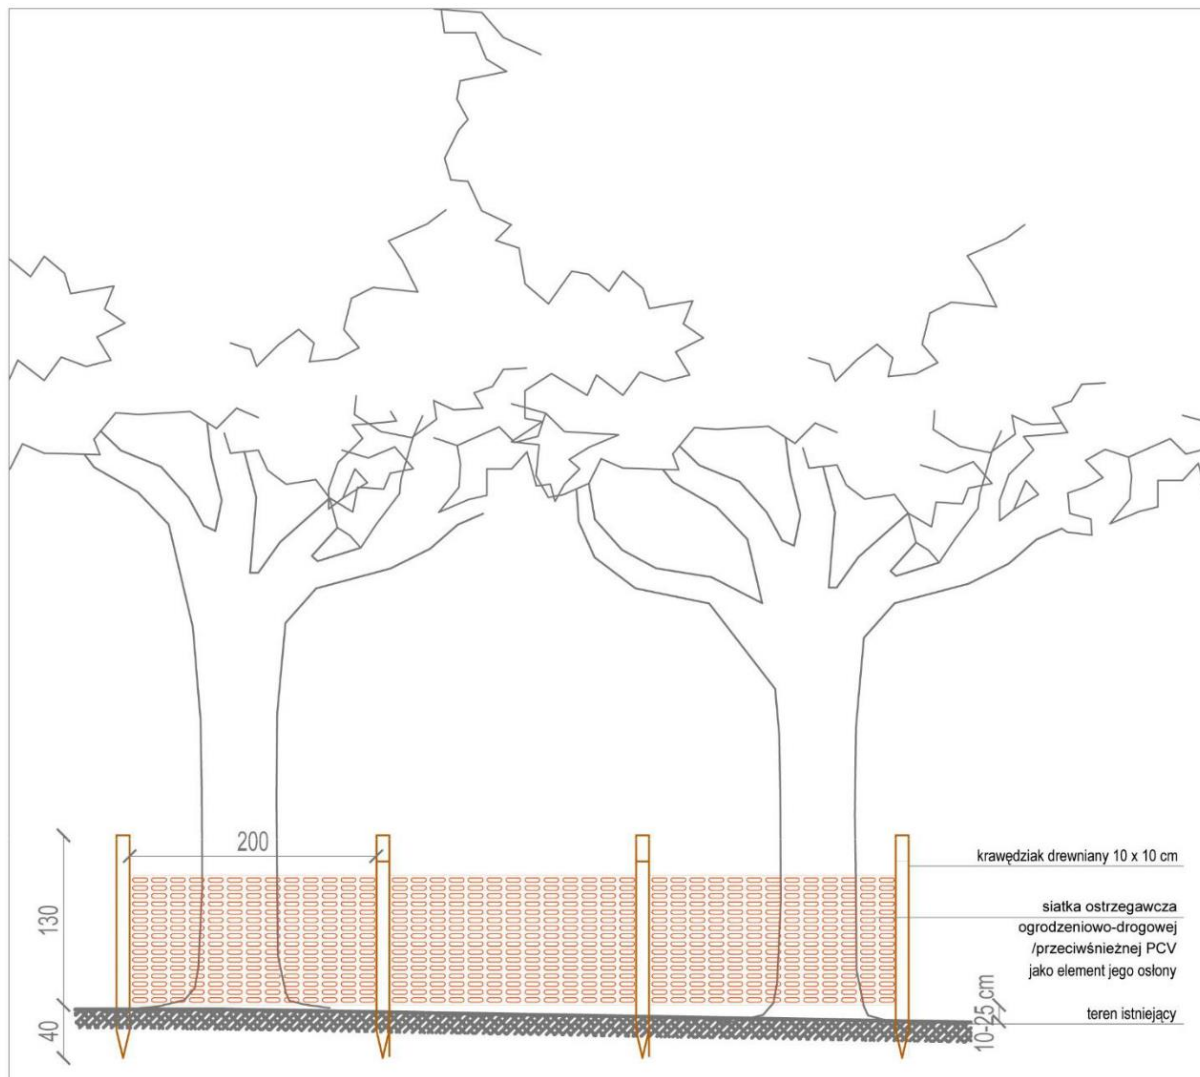 200
krawędziak drewniany 10 x 10 cm
siatka ostrzegawcza
ogrodzeniowo-drogowej
/przeciwśnieżnej PCV
jako element jego osłony
teren istniejący
130
40
10-25 cm